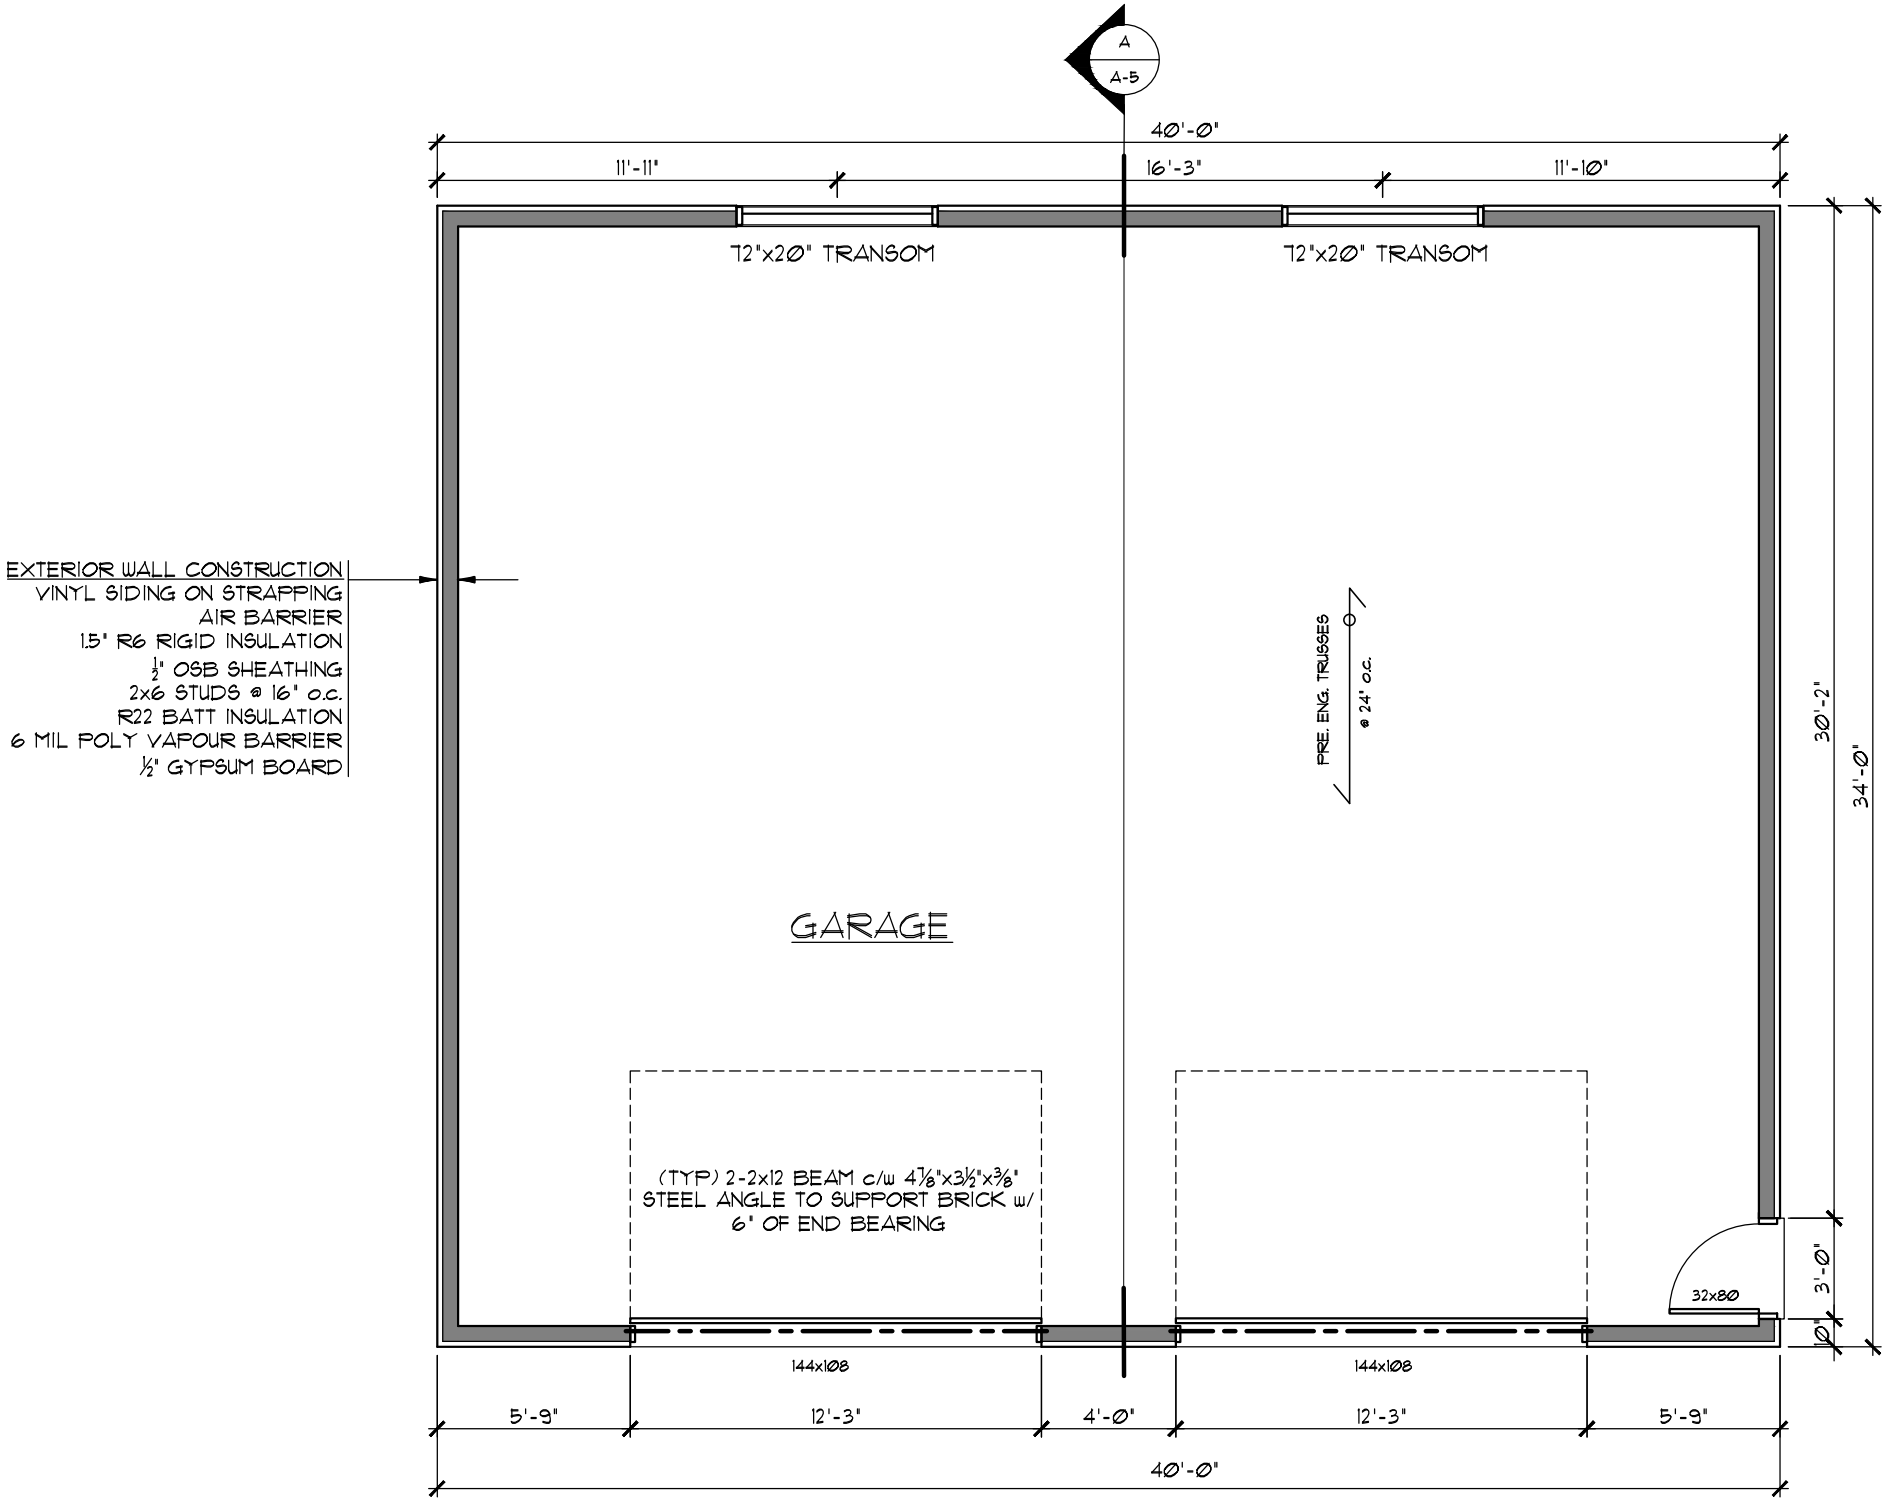 A
A-5
40'-0"
11'-11"
16'-3"
11'-10"
72"x20" TRANSOM
72"x20" TRANSOM
EXTERIOR WALL CONSTRUCTION
VINYL SIDING ON STRAPPING
AIR BARRIER
1.5" R6 RIGID INSULATION
½" OSB SHEATHING
2x6 STUDS @ 16" o.c.
R22 BATT INSULATION
6 MIL POLY VAPOUR BARRIER
½" GYPSUM BOARD
PRE. ENG. TRUSSES
@ 24" o.c.
30'-2"
34'-0"
GARAGE
(TYP) 2-2x12 BEAM c/w 4⅞"x3½"x⅜"
STEEL ANGLE TO SUPPORT BRICK w/
6" OF END BEARING
3'-0"
32x80
10"
144x108
144x108
5'-9"
12'-3"
4'-0"
12'-3"
5'-9"
40'-0"